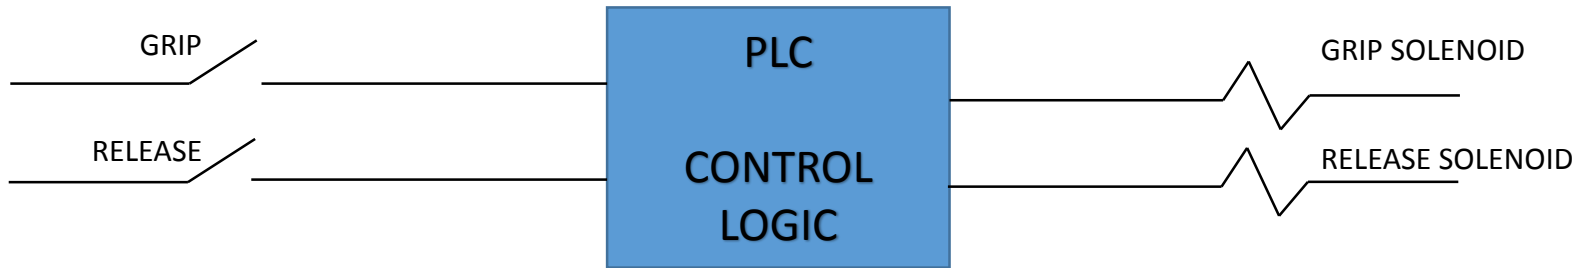 GRIP
RELEASE
PLC
CONTROL
LOGIC
GRIP SOLENOID
RELEASE SOLENOID